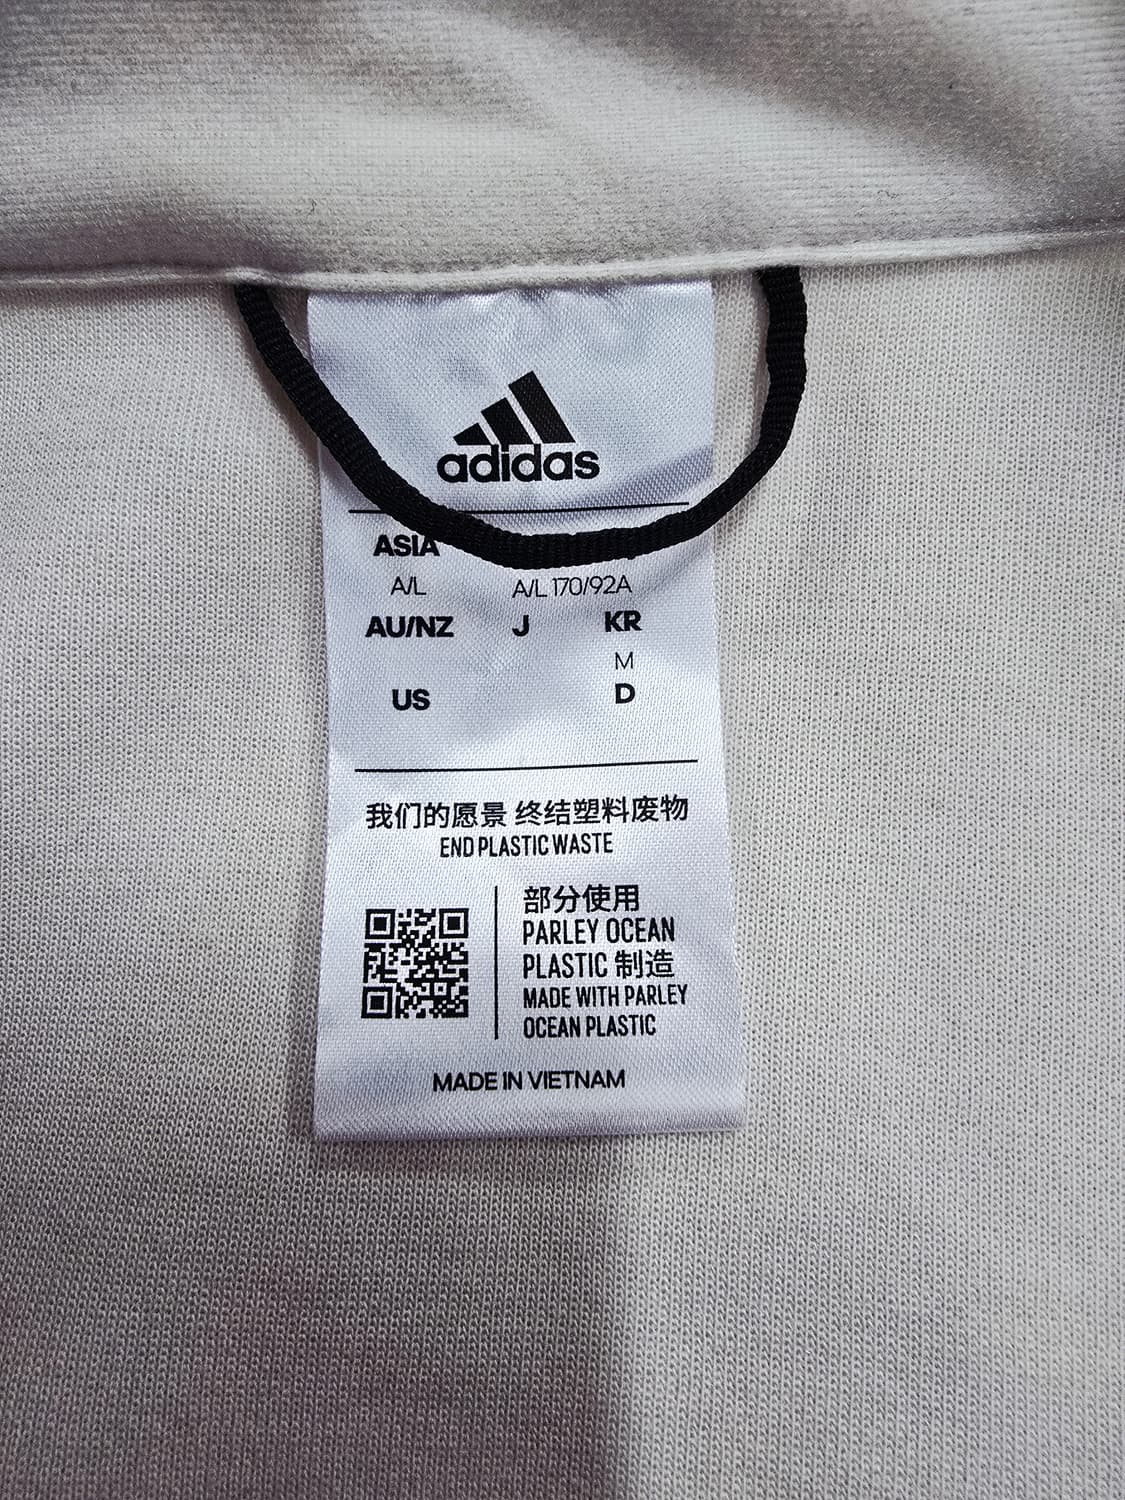 adidas
ASIA
A/L A/L 170/92A
AU/NZ J KR
M
US D
我们的愿景 终结塑料废物
END PLASTIC WASTE
部分使用
PARLEY OCEAN
PLASTIC 制造
MADE WITH PARLEY
OCEAN PLASTIC
MADE IN VIETNAM